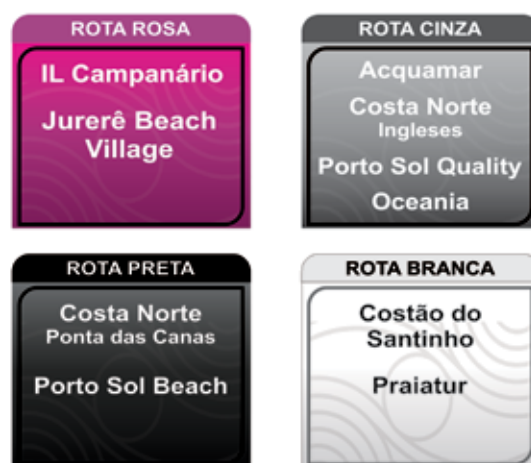 ROTA ROSA
IL Campanário
Jurerê Beach
Village
ROTA CINZA
Acquamar
Costa Norte
Ingleses
Porto Sol Quality
Oceania
ROTA PRETA
Costa Norte
Ponta das Canas
Porto Sol Beach
ROTA BRANCA
Costão do
Santinho
Praiatur